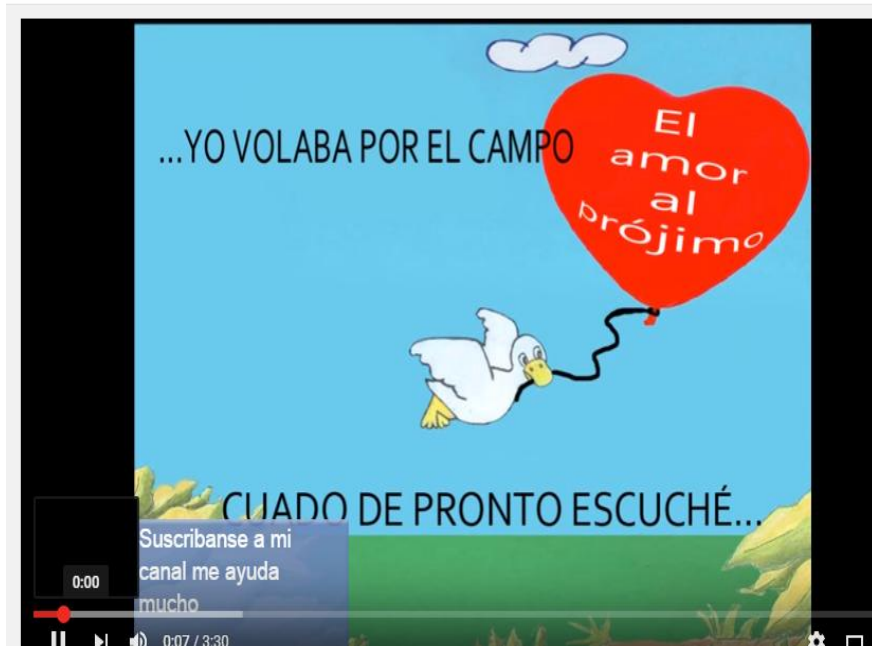 ...YO VOLABA POR EL CAMPO
El
amor
al
prójimo
CUADO DE PRONTO ESCUCHÉ...
Suscribanse a mi
canal me ayuda
mucho
0:00
0:07 / 3:30